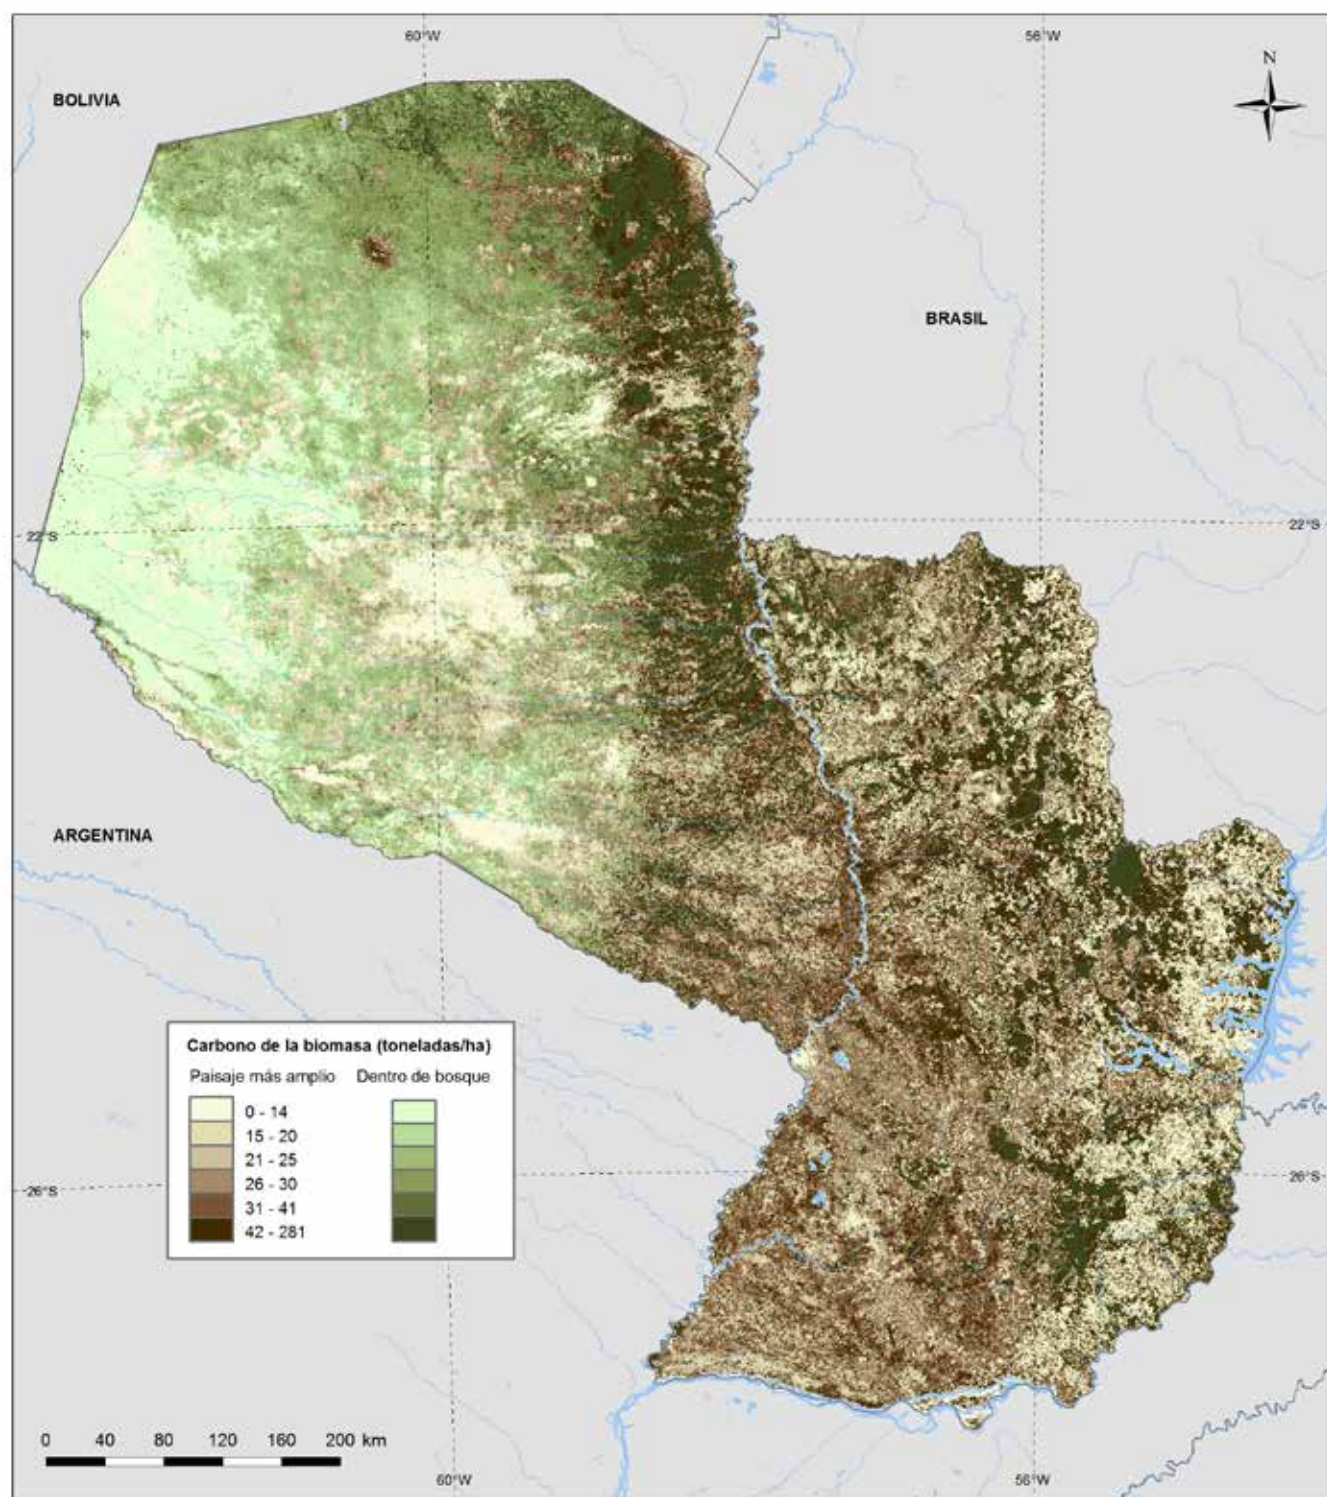 60°W 56°W
N
BOLIVIA
BRASIL
22°S 22°S
ARGENTINA
Carbono de la biomasa (toneladas/ha)
Paisaje más amplio Dentro de bosque
0 - 14
15 - 20
21 - 25
26 - 30
31 - 41
42 - 281
26°S 26°S
0 40 80 120 160 200 km
60°W 56°W